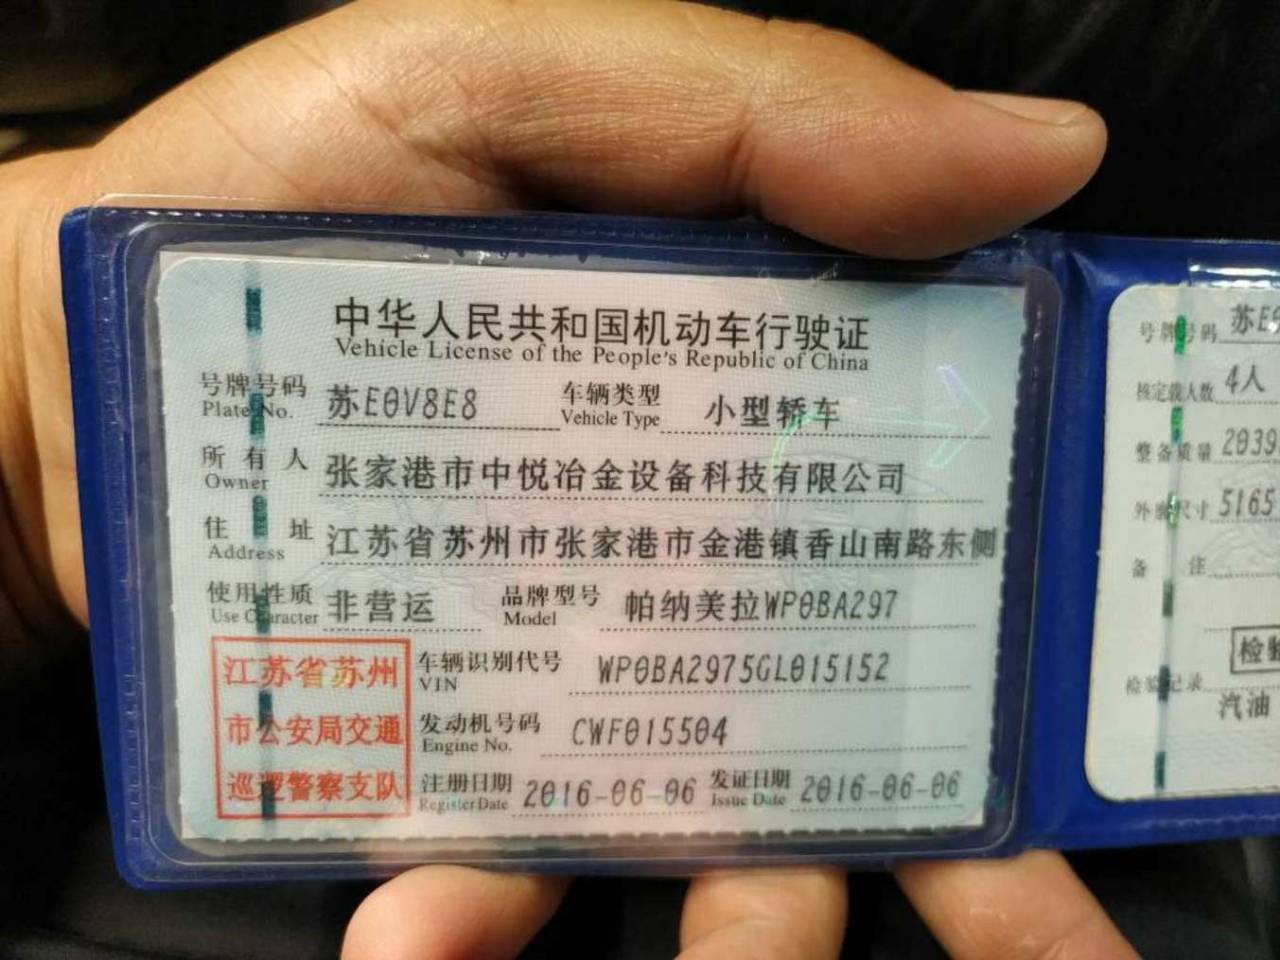 中华人民共和国机动车行驶证
Vehicle License of the People's Republic of China
号牌号码 苏E0V8E8 车辆类型 小型轿车
Plate No. Vehicle Type
所有人 张家港市中悦冶金设备科技有限公司
Owner
住址 江苏省苏州市张家港市金港镇香山南路东侧
Address
使用性质 非营运 品牌型号 帕纳美拉WP0BA297
Use Character Model
江苏省苏州
市公安局交通
巡逻警察支队
车辆识别代号 WP0BA2975GL015152
VIN
发动机号码 CWF015504
Engine No.
注册日期 2016-06-06 发证日期 2016-06-06
Register Date Issue Date
号牌号码 苏E
核定载人数 4人
整备质量 2039
外廓尺寸 5165
备注
检验
检验记录
汽油